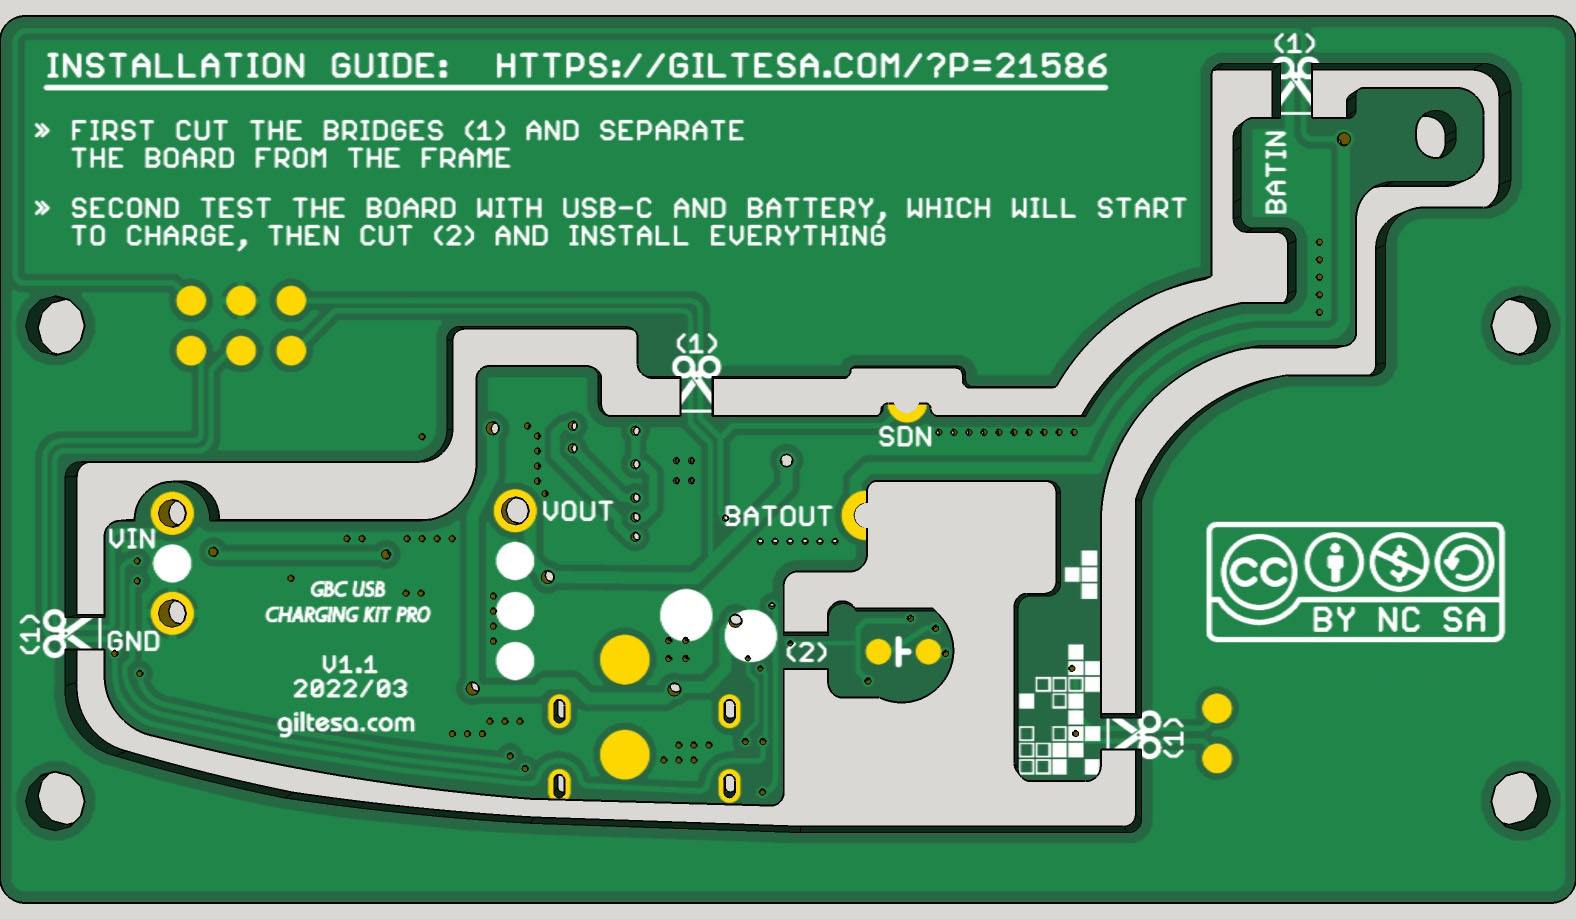 INSTALLATION GUIDE: HTTPS://GILTESA.COM/?P=21586
(1)
» FIRST CUT THE BRIDGES (1) AND SEPARATE
THE BOARD FROM THE FRAME
BATIN
» SECOND TEST THE BOARD WITH USB-C AND BATTERY, WHICH WILL START
TO CHARGE, THEN CUT (2) AND INSTALL EVERYTHING
(1)
SDN
VOUT
BATOUT
VIN
GBC USB
CHARGING KIT PRO
(1)
GND
V1.1
2022/03
giltesa.com
(2)
(1)
CC
BY NC SA